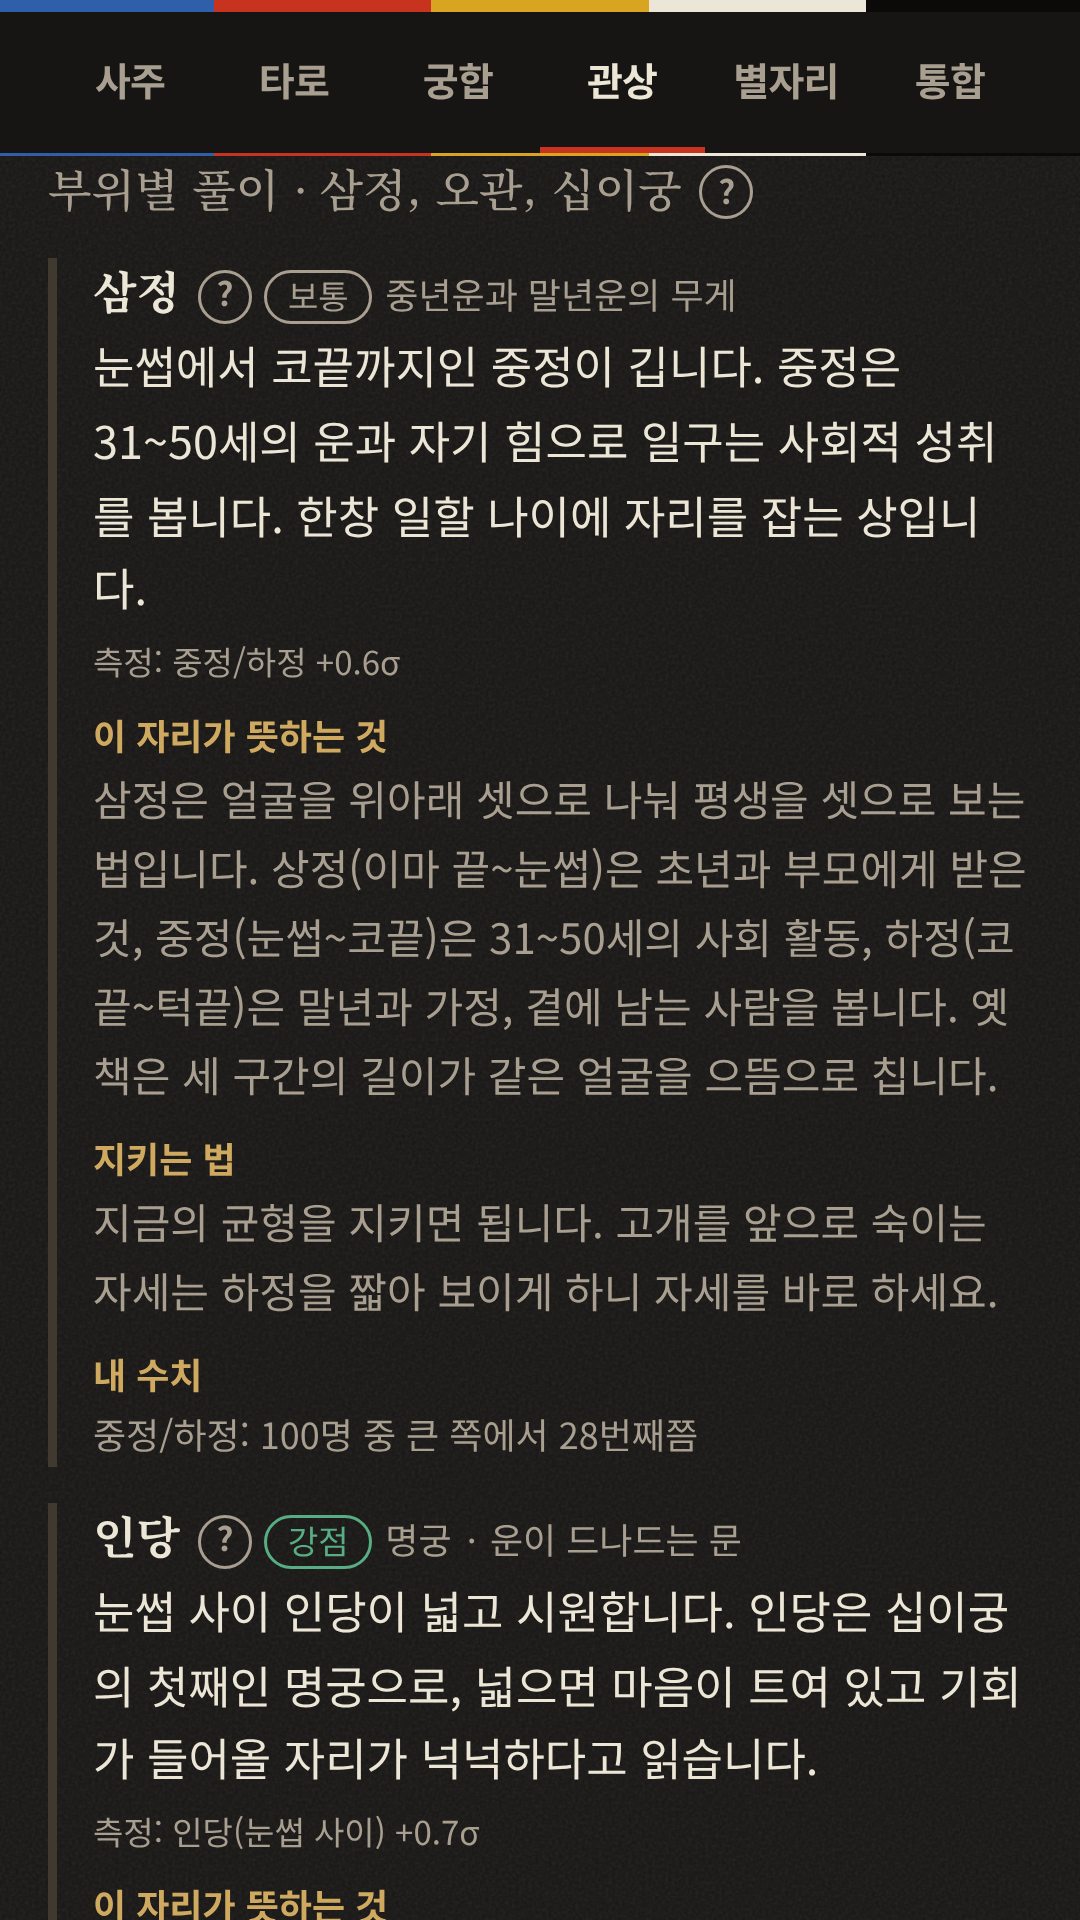 사주 타로 궁합 관상 별자리 통합
부위별 풀이 · 삼정, 오관, 십이궁 ?
삼정 ? 보통 중년운과 말년운의 무게
눈썹에서 코끝까지인 중정이 깁니다. 중정은
31~50세의 운과 자기 힘으로 일구는 사회적 성취
를 봅니다. 한창 일할 나이에 자리를 잡는 상입니
다.
측정: 중정/하정 +0.6σ
이 자리가 뜻하는 것
삼정은 얼굴을 위아래 셋으로 나눠 평생을 셋으로 보는
법입니다. 상정(이마 끝~눈썹)은 초년과 부모에게 받은
것, 중정(눈썹~코끝)은 31~50세의 사회 활동, 하정(코
끝~턱끝)은 말년과 가정, 곁에 남는 사람을 봅니다. 옛
책은 세 구간의 길이가 같은 얼굴을 으뜸으로 칩니다.
지키는 법
지금의 균형을 지키면 됩니다. 고개를 앞으로 숙이는
자세는 하정을 짧아 보이게 하니 자세를 바로 하세요.
내 수치
중정/하정: 100명 중 큰 쪽에서 28번째쯤
인당 ? 강점 명궁 · 운이 드나드는 문
눈썹 사이 인당이 넓고 시원합니다. 인당은 십이궁
의 첫째인 명궁으로, 넓으면 마음이 트여 있고 기회
가 들어올 자리가 넉넉하다고 읽습니다.
측정: 인당(눈썹 사이) +0.7σ
이 자리가 뜻하는 것